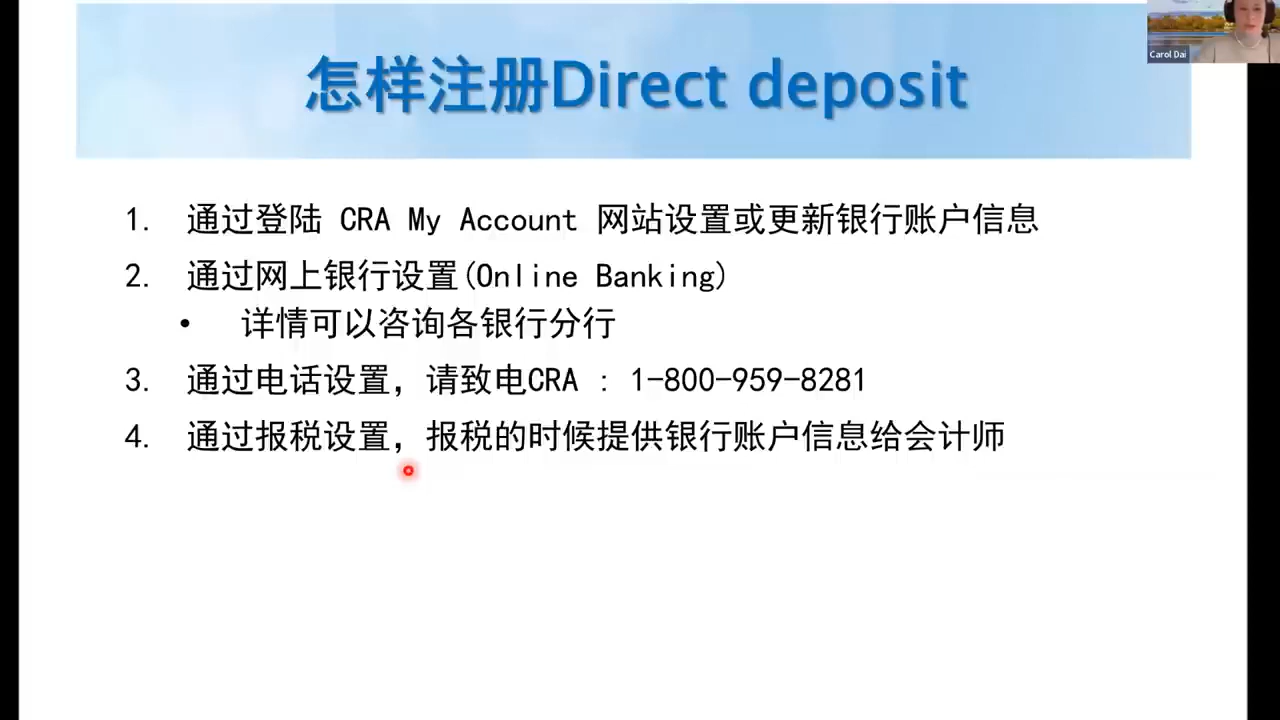 怎样注册Direct deposit
Carol Dai
1. 通过登陆 CRA My Account 网站设置或更新银行账户信息
2. 通过网上银行设置(Online Banking)
• 详情可以咨询各银行分行
3. 通过电话设置，请致电CRA : 1-800-959-8281
4. 通过报税设置，报税的时候提供银行账户信息给会计师